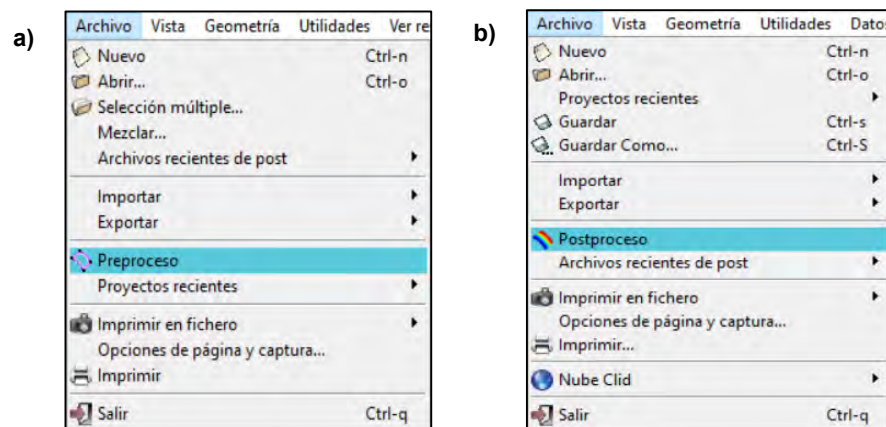 a)
Archivo Vista Geometría Utilidades Ver re
Nuevo Ctrl-n
Abrir... Ctrl-o
Selección múltiple...
Mezclar...
Archivos recientes de post
Importar
Exportar
Preproceso
Proyectos recientes
Imprimir en fichero
Opciones de página y captura...
Imprimir
Salir Ctrl-q
b)
Archivo Vista Geometría Utilidades Datos
Nuevo Ctrl-n
Abrir... Ctrl-o
Proyectos recientes
Guardar Ctrl-s
Guardar Como... Ctrl-S
Importar
Exportar
Postproceso
Archivos recientes de post
Imprimir en fichero
Opciones de página y captura...
Imprimir...
Nube Clid
Salir Ctrl-q